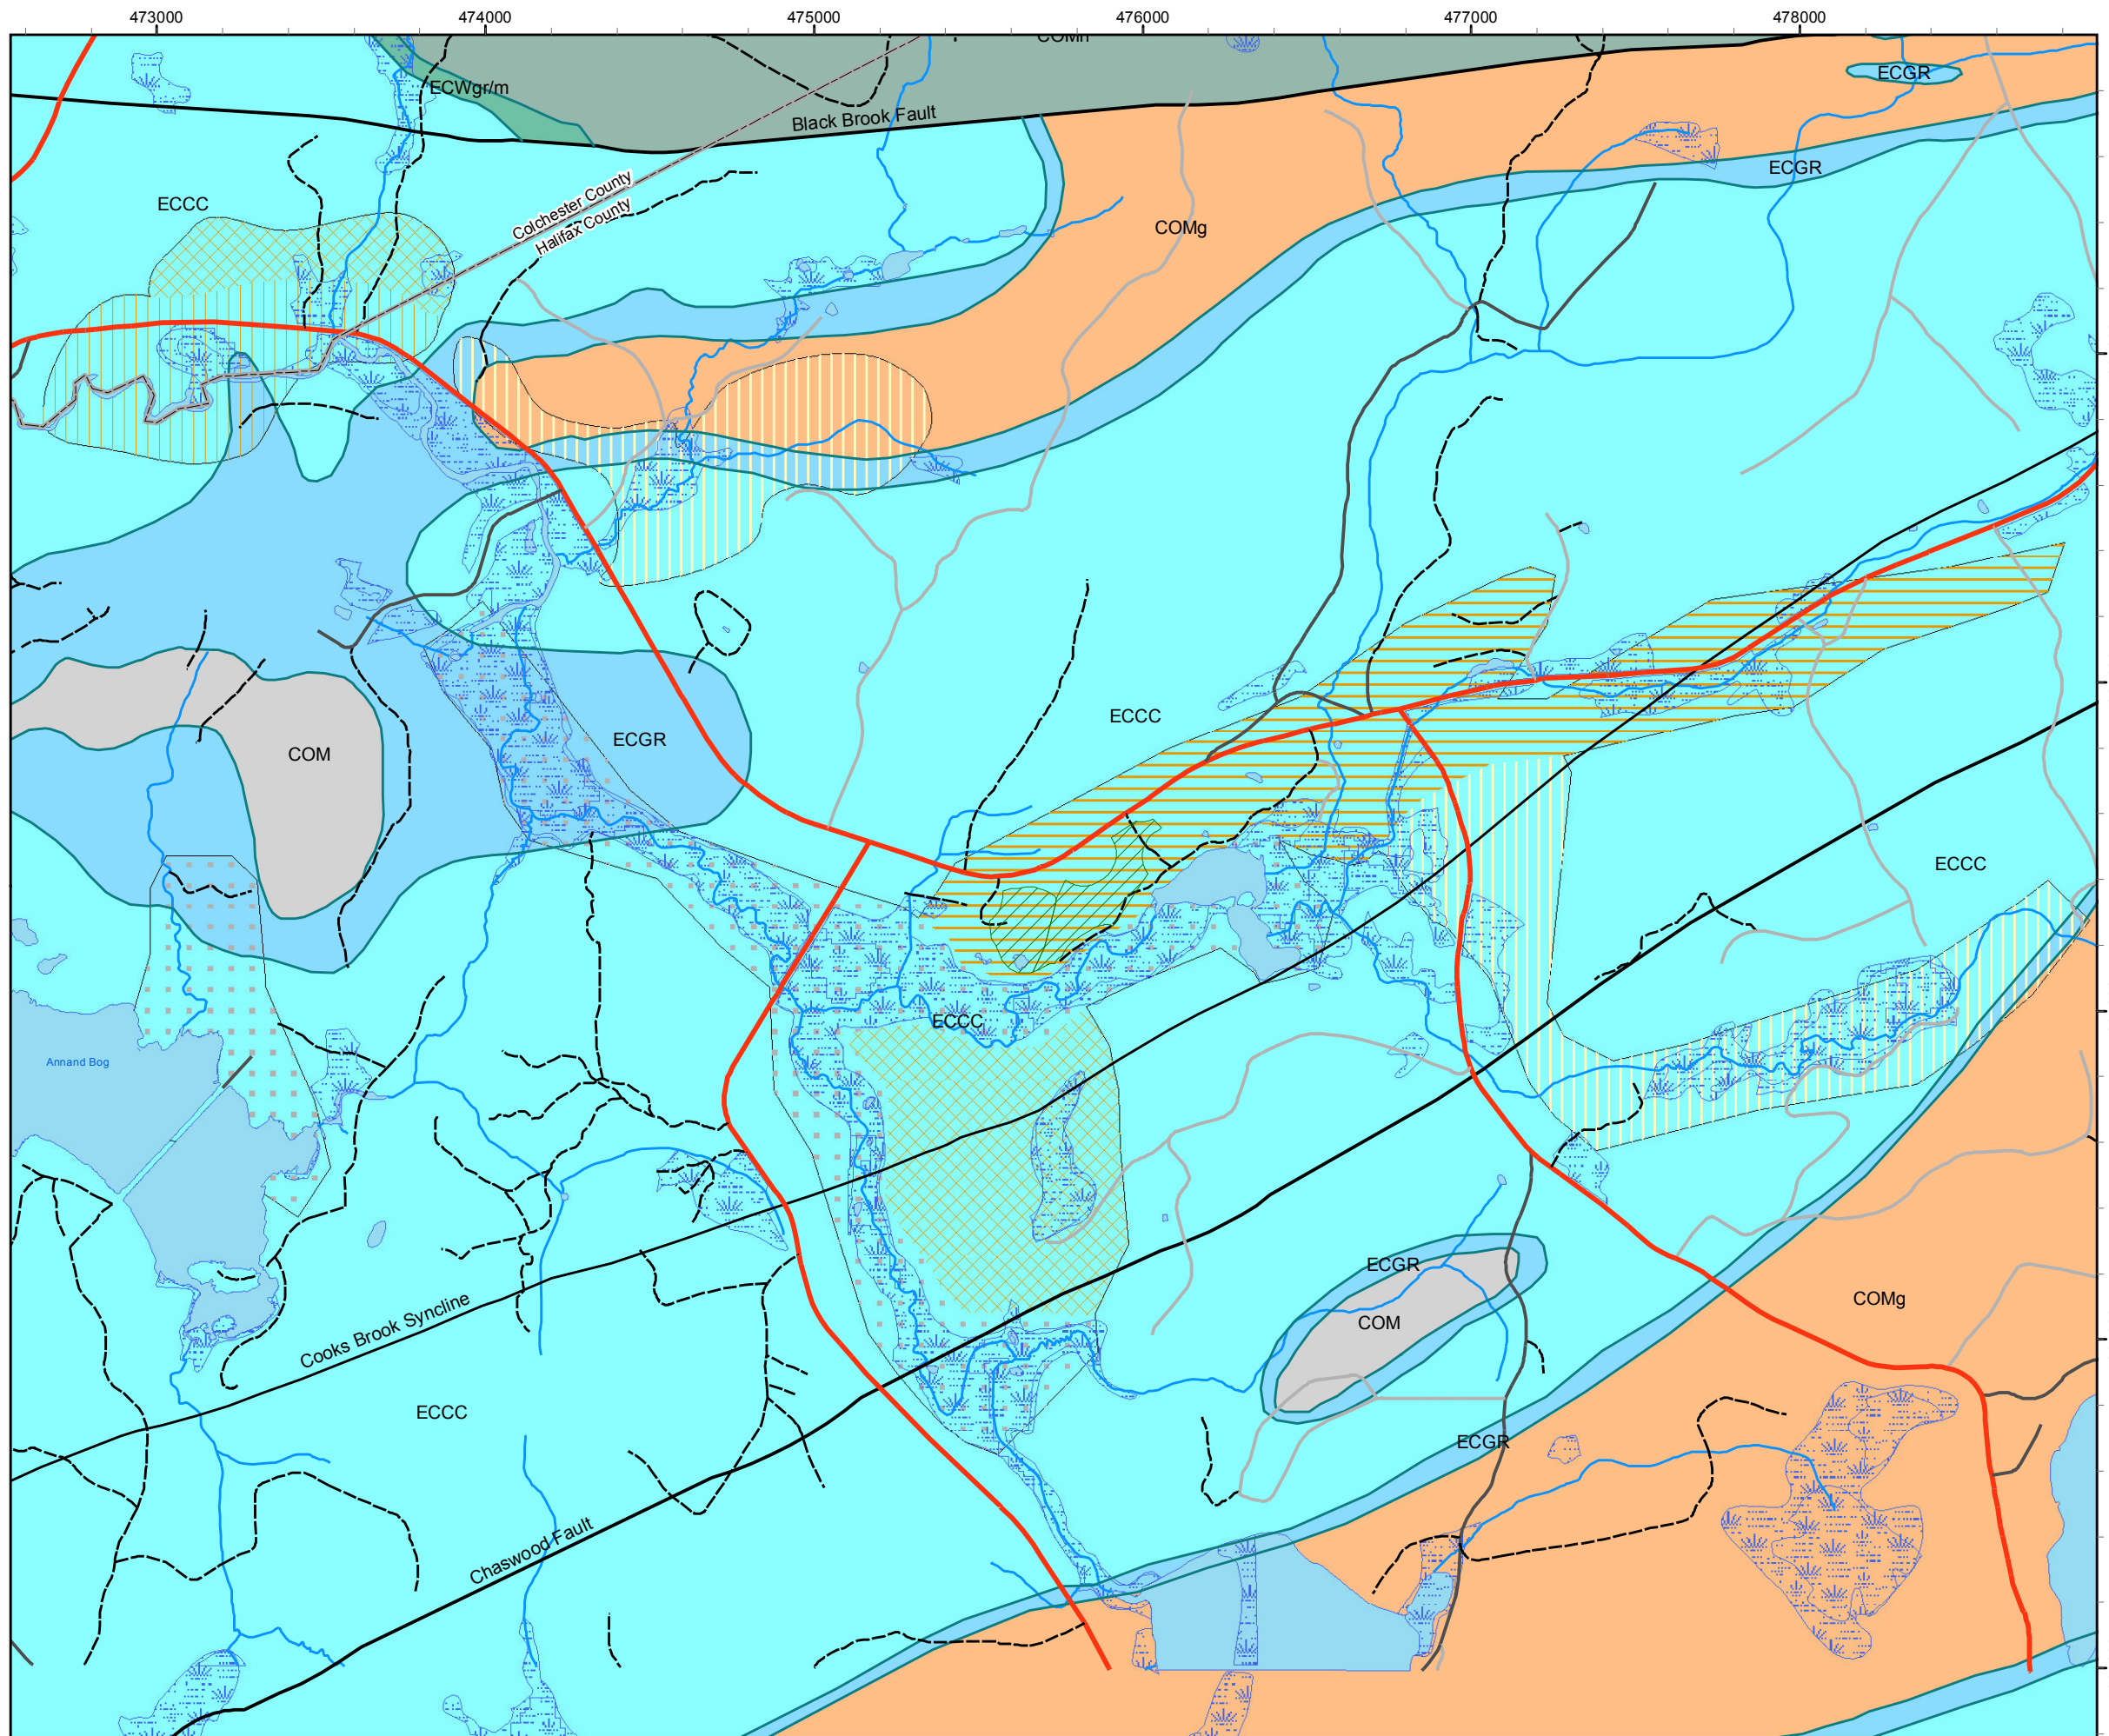 473000 474000 475000 476000 477000 478000
ECGR
ECWgr/m
Black Brook Fault
ECGR
ECCC
Colchester County
Halifax County
COMg
ECCC
ECGR
COM
ECCC
ECCC
Annand Bog
ECGR
COMg
COM
Cooks Brook Syncline
ECCC
ECGR
Chaswood Fault